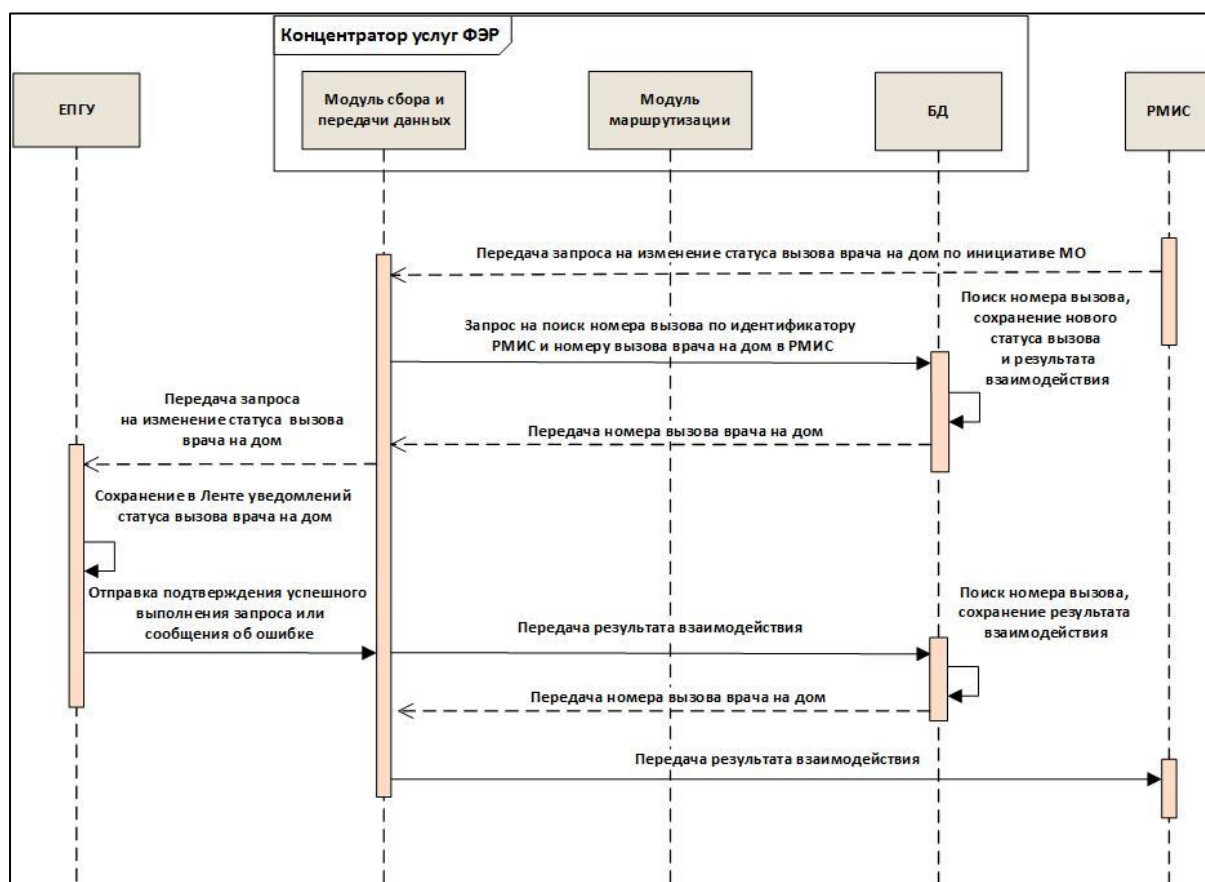 Концентратор услуг ФЭР
ЕПГУ
Модуль сбора и
передачи данных
Модуль
маршрутизации
БД
РМИС
Передача запроса на изменение статуса вызова врача на дом по инициативе МО
Запрос на поиск номера вызова по идентификатору
РМИС и номеру вызова врача на дом в РМИС
Поиск номера вызова,
сохранение нового
статуса вызова
и результата
взаимодействия
Передача номера вызова врача на дом
Передача запроса
на изменение статуса вызова
врача на дом
Сохранение в Ленте уведомлений
статуса вызова врача на дом
Отправка подтверждения успешного
выполнения запроса или
сообщения об ошибке
Передача результата взаимодействия
Поиск номера вызова,
сохранение результата
взаимодействия
Передача номера вызова врача на дом
Передача результата взаимодействия